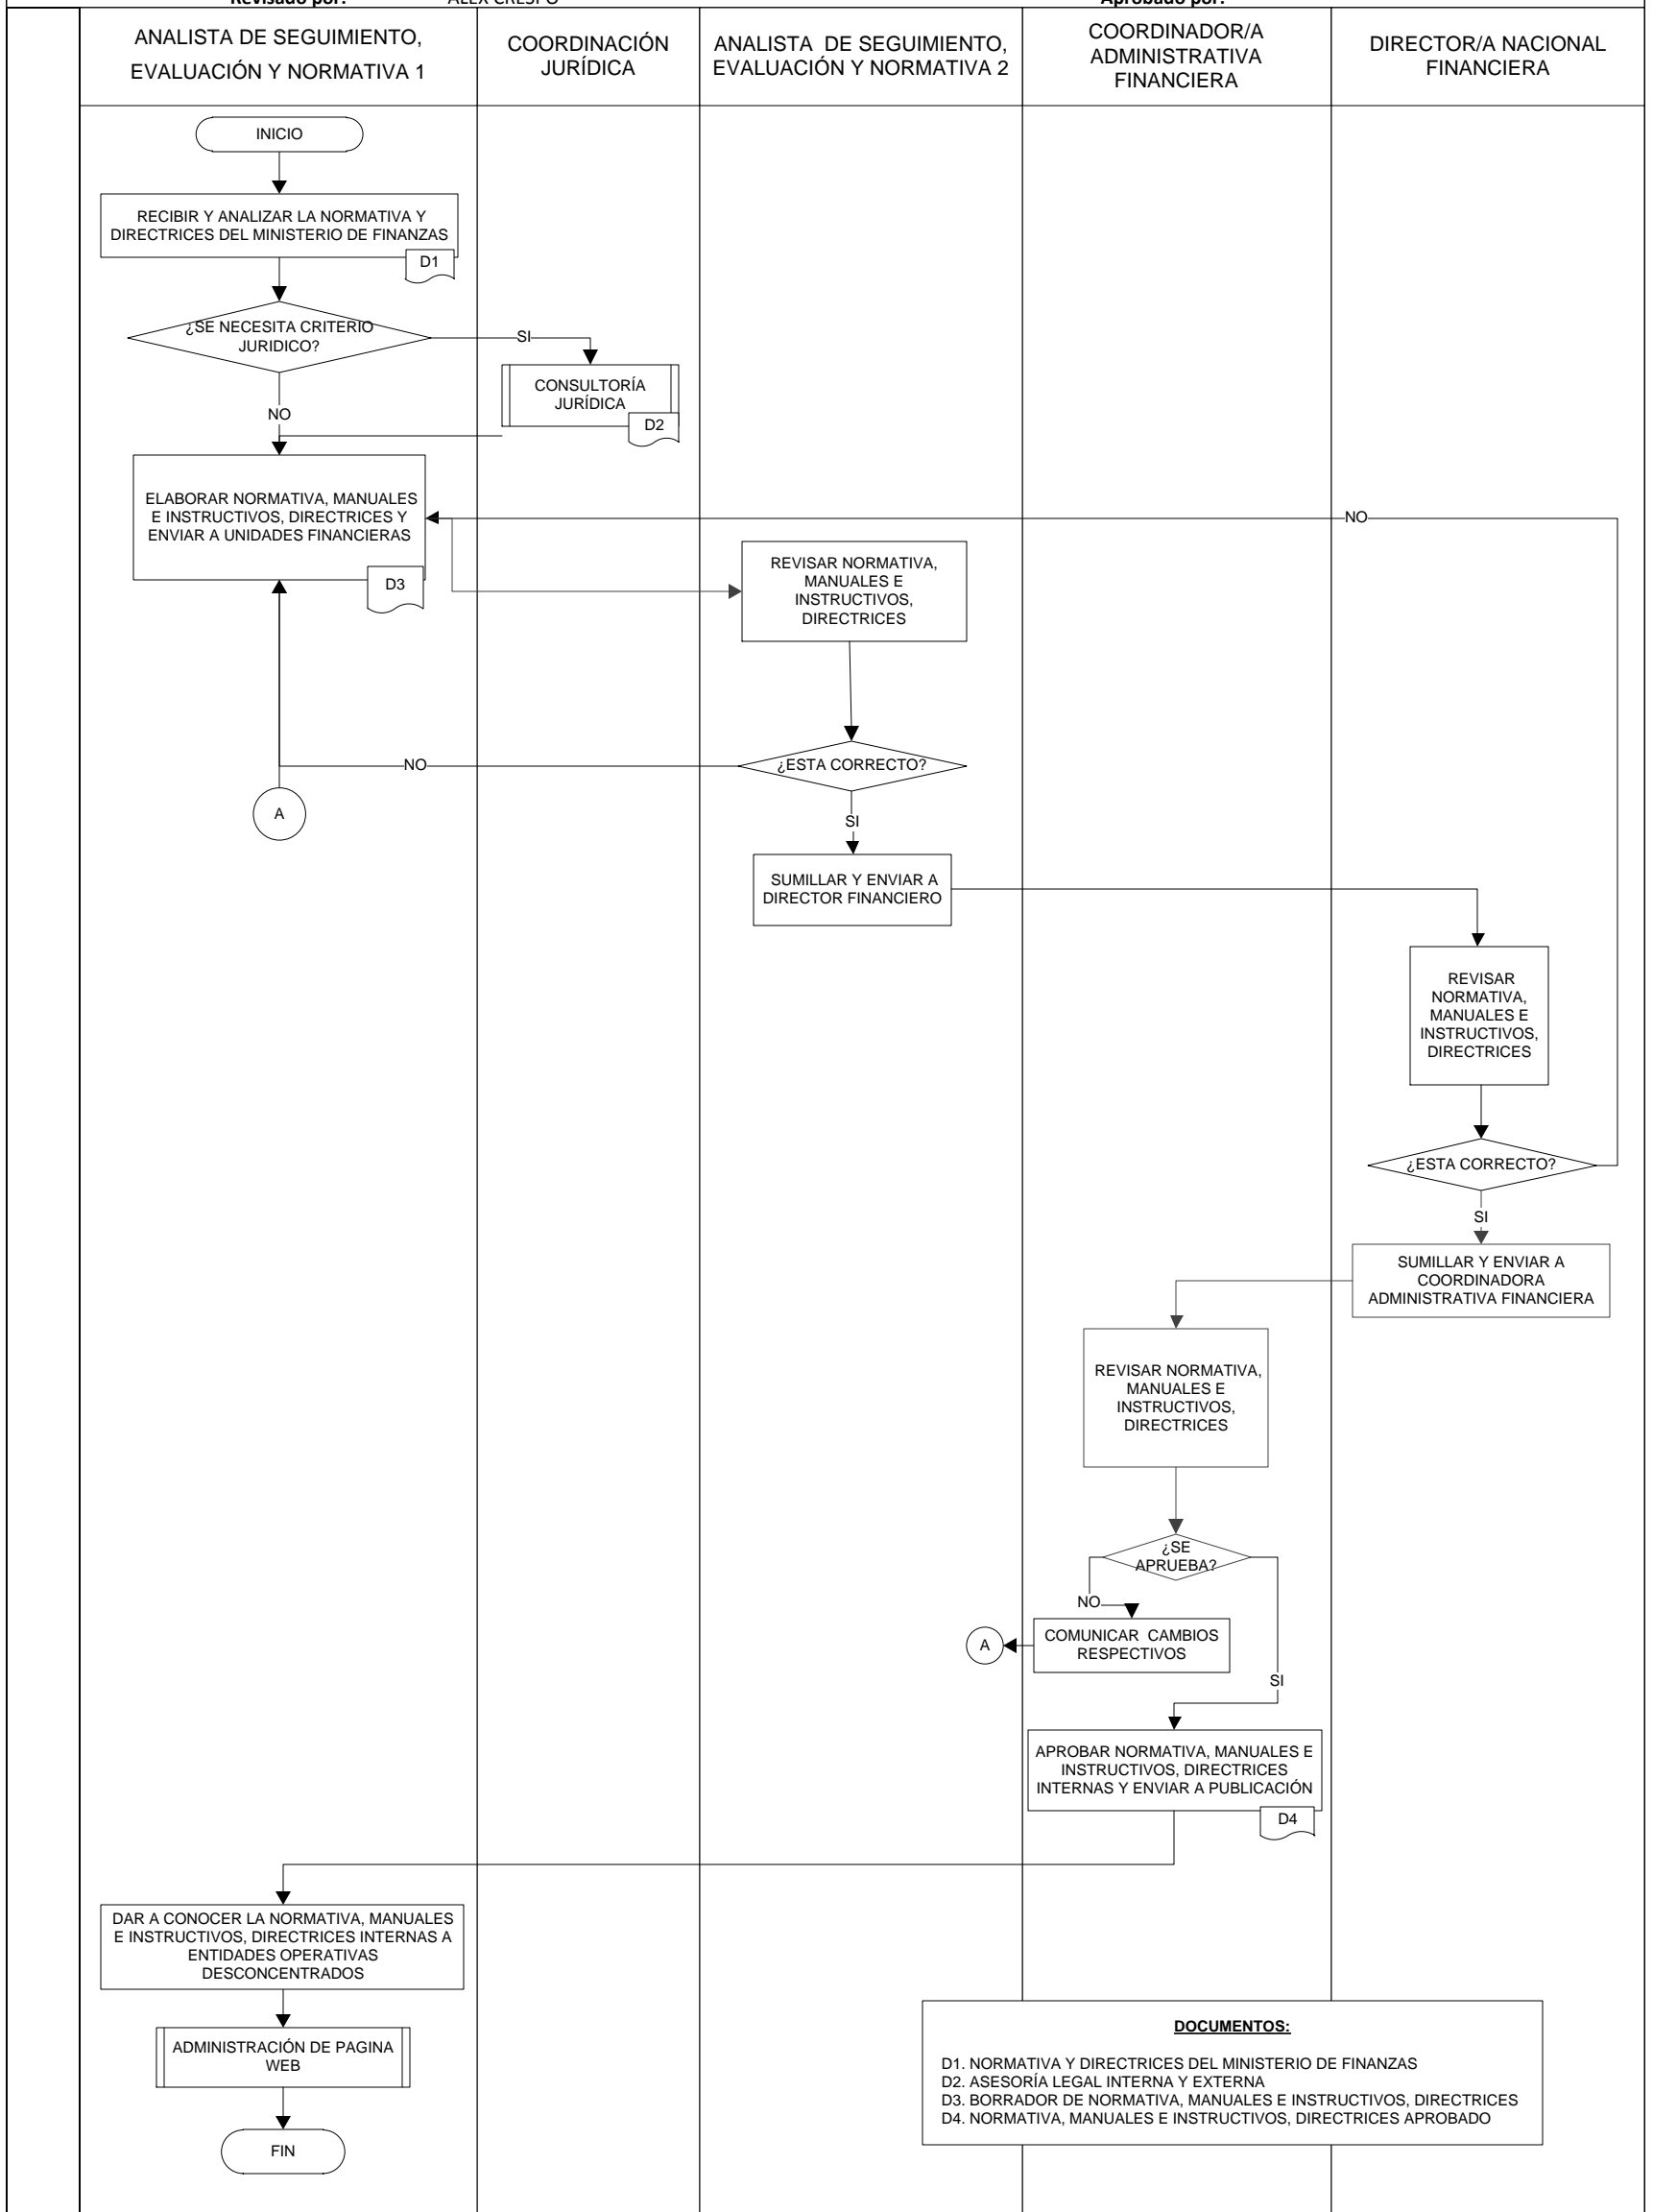 Revisado por:
ALEX CRESPO
Aprobado por:
ANALISTA DE SEGUIMIENTO,
EVALUACIÓN Y NORMATIVA 1
COORDINACIÓN
JURÍDICA
ANALISTA DE SEGUIMIENTO,
EVALUACIÓN Y NORMATIVA 2
COORDINADOR/A
ADMINISTRATIVA
FINANCIERA
DIRECTOR/A NACIONAL
FINANCIERA
INICIO
RECIBIR Y ANALIZAR LA NORMATIVA Y
DIRECTRICES DEL MINISTERIO DE FINANZAS
D1
¿SE NECESITA CRITERIO
JURIDICO?
SI
CONSULTORÍA
JURÍDICA
D2
NO
ELABORAR NORMATIVA, MANUALES
E INSTRUCTIVOS, DIRECTRICES Y
ENVIAR A UNIDADES FINANCIERAS
D3
NO
REVISAR NORMATIVA,
MANUALES E
INSTRUCTIVOS,
DIRECTRICES
¿ESTA CORRECTO?
NO
A
SI
SUMILLAR Y ENVIAR A
DIRECTOR FINANCIERO
REVISAR
NORMATIVA,
MANUALES E
INSTRUCTIVOS,
DIRECTRICES
¿ESTA CORRECTO?
SI
SUMILLAR Y ENVIAR A
COORDINADORA
ADMINISTRATIVA FINANCIERA
REVISAR NORMATIVA,
MANUALES E
INSTRUCTIVOS,
DIRECTRICES
¿SE
APRUEBA?
NO
COMUNICAR CAMBIOS
RESPECTIVOS
A
SI
APROBAR NORMATIVA, MANUALES E
INSTRUCTIVOS, DIRECTRICES
INTERNAS Y ENVIAR A PUBLICACIÓN
D4
DAR A CONOCER LA NORMATIVA, MANUALES
E INSTRUCTIVOS, DIRECTRICES INTERNAS A
ENTIDADES OPERATIVAS
DESCONCENTRADOS
ADMINISTRACIÓN DE PAGINA
WEB
FIN
DOCUMENTOS:
D1. NORMATIVA Y DIRECTRICES DEL MINISTERIO DE FINANZAS
D2. ASESORÍA LEGAL INTERNA Y EXTERNA
D3. BORRADOR DE NORMATIVA, MANUALES E INSTRUCTIVOS, DIRECTRICES
D4. NORMATIVA, MANUALES E INSTRUCTIVOS, DIRECTRICES APROBADO